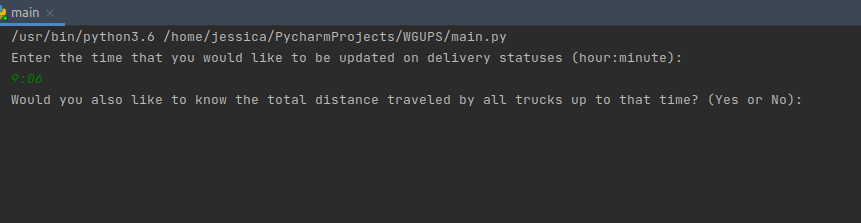 main
/usr/bin/python3.6 /home/jessica/PycharmProjects/WGUPS/main.py
Enter the time that you would like to be updated on delivery statuses (hour:minute):
9:06
Would you also like to know the total distance traveled by all trucks up to that time? (Yes or No):